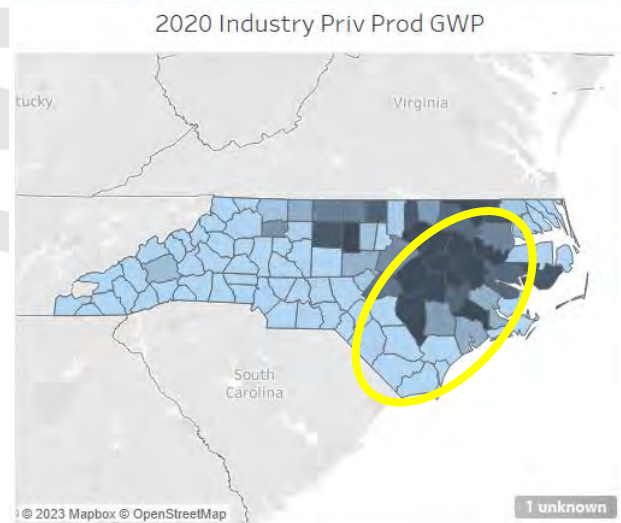 2020 Industry Priv Prod GWP
tucky
Virginia
South
Carolina
© 2023 Mapbox © OpenStreetMap
1 unknown